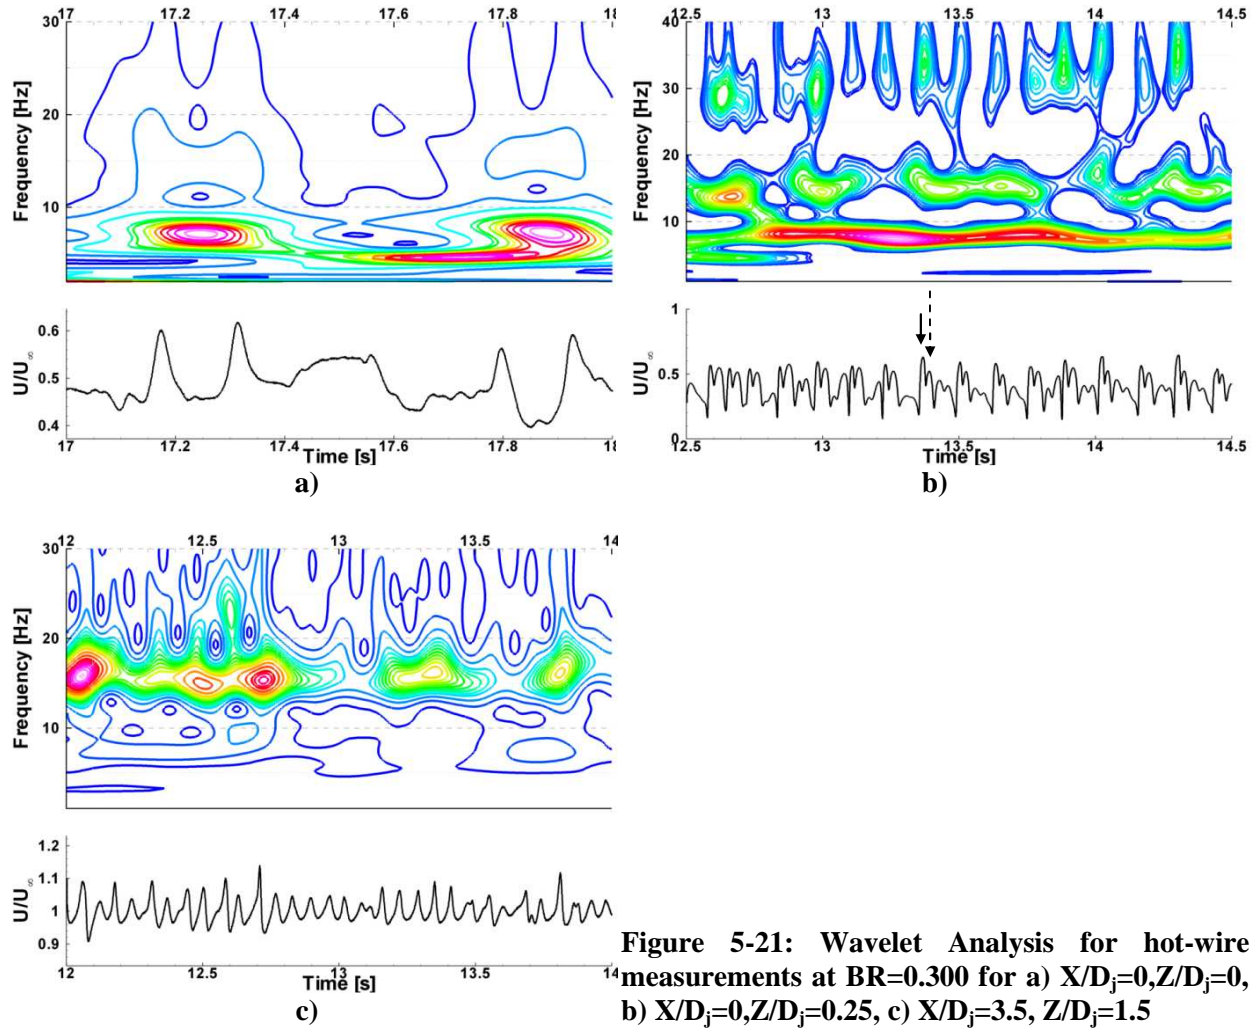 17 17.2 17.4 17.6 17.8 18
30
20
10
Frequency [Hz]
0.6
0.5
0.4
U/U∞
17 17.2 17.4 17.6 17.8
Time [s]
a)
12.5 13 13.5 14 14.5
40
30
20
10
Frequency [Hz]
1
0.5
0
U/U∞
12.5 13 13.5 14 14.5
Time [s]
b)
12 12.5 13 13.5 14
30
20
10
Frequency [Hz]
1.2
1.1
1
0.9
U/U∞
12 12.5 13 13.5 14
Time [s]
c)
Figure 5-21: Wavelet Analysis for hot-wire
measurements at BR=0.300 for a) X/Dj=0,Z/Dj=0,
b) X/Dj=0,Z/Dj=0.25, c) X/Dj=3.5, Z/Dj=1.5